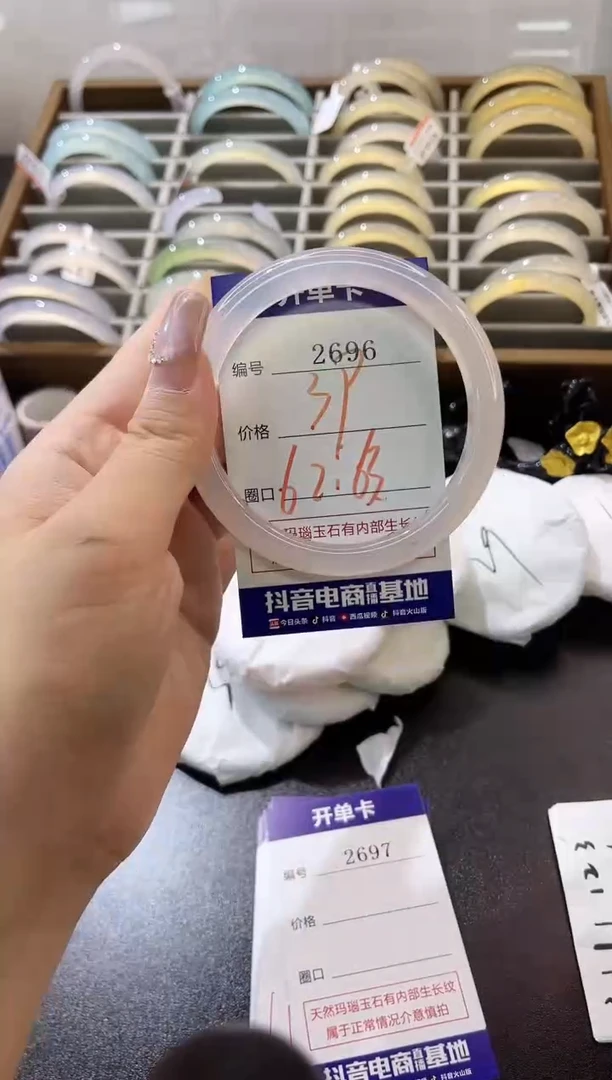 开单卡
编号 2696
价格
圈口 62.63
玛瑙玉石有内部生长
抖音电商直播基地
今日头条 抖音 西瓜视频 抖音火山版
开单卡
编号 2697
价格
圈口
天然玛瑙玉石有内部生长纹
属于正常情况介意慎拍
抖音电商直播基地